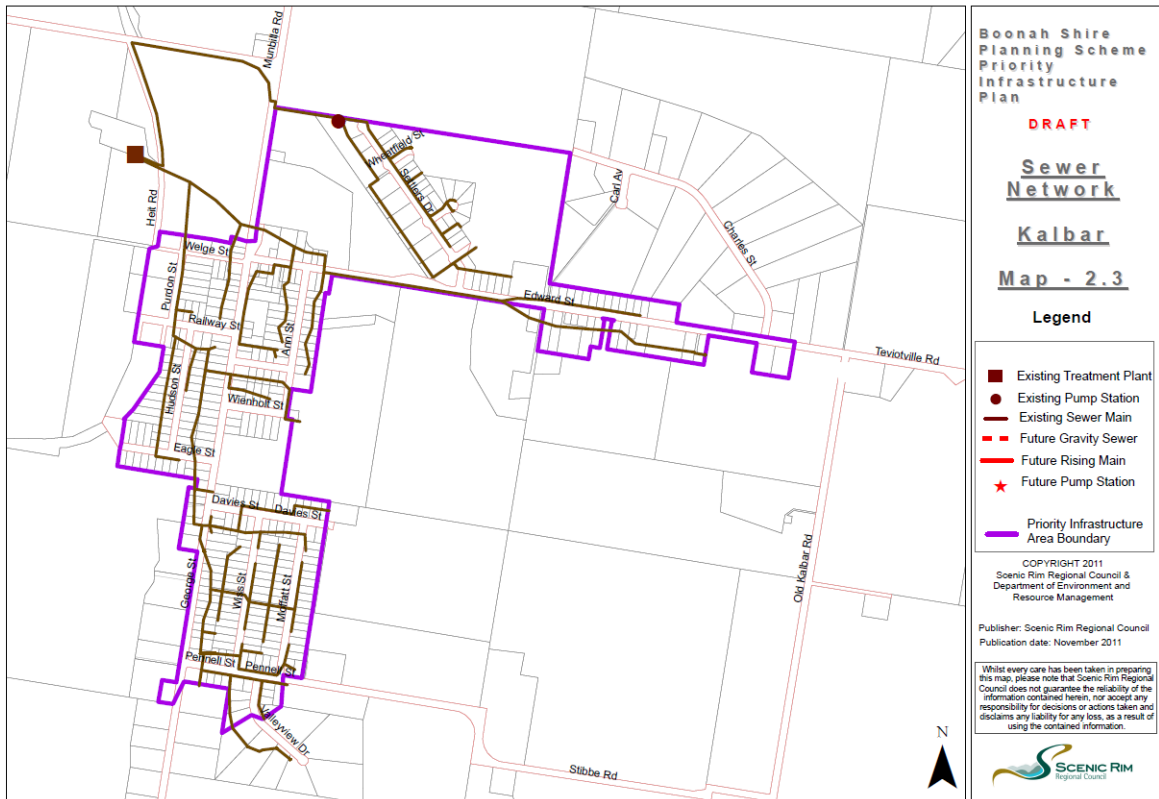 Munbilla Rd
Wheatfield St
Settlers Dr
Carl Av
Charles St
Heit Rd
Welge St
Purdon St
Edward St
Railway St
Ann St
Teviotville Rd
Hudson St
Wienholt St
Eagle St
Davies St
Davies St
Old Kalbar Rd
George St
Wiss St
Moffatt St
Pennell St
Pennell St
Valleyview Dr
Stibbe Rd
N
Boonah Shire
Planning Scheme
Priority
Infrastructure
Plan
DRAFT
Sewer
Network
Kalbar
Map - 2.3
Legend
Existing Treatment Plant
Existing Pump Station
Existing Sewer Main
Future Gravity Sewer
Future Rising Main
Future Pump Station
Priority Infrastructure
Area Boundary
COPYRIGHT 2011
Scenic Rim Regional Council &
Department of Environment and
Resource Management
Publisher: Scenic Rim Regional Council
Publication date: November 2011
Whilst every care has been taken in preparing
this map, please note that Scenic Rim Regional
Council does not guarantee the reliability of the
information contained herein, nor accept any
responsibility for decisions or actions taken and
disclaims any liability for any loss, as a result of
using the contained information.
SCENIC RIM
Regional Council